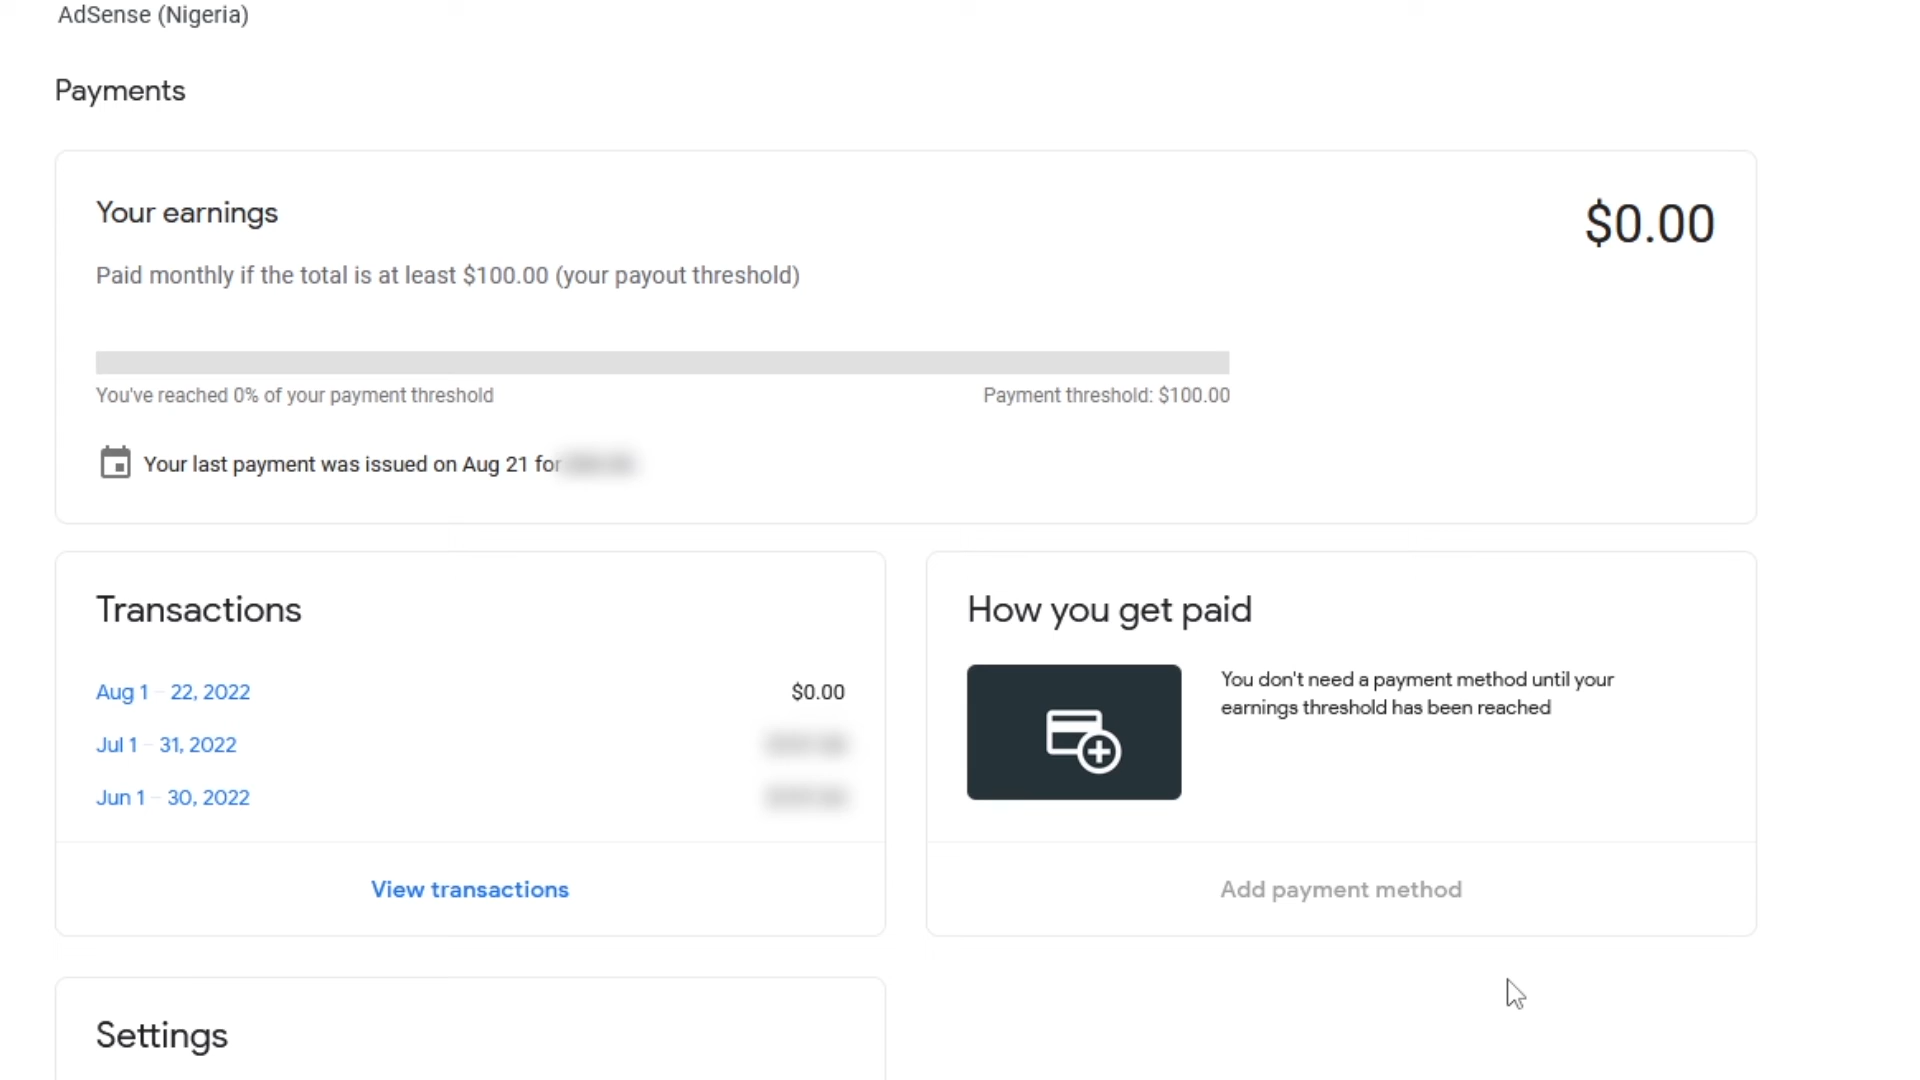 AdSense (Nigeria)
Payments
Your earnings
$0.00
Paid monthly if the total is at least $100.00 (your payout threshold)
You've reached 0% of your payment threshold
Payment threshold: $100.00
Your last payment was issued on Aug 21 for
Transactions
Aug 1 – 22, 2022
$0.00
Jul 1 – 31, 2022
Jun 1 – 30, 2022
View transactions
How you get paid
You don't need a payment method until your
earnings threshold has been reached
Add payment method
Settings